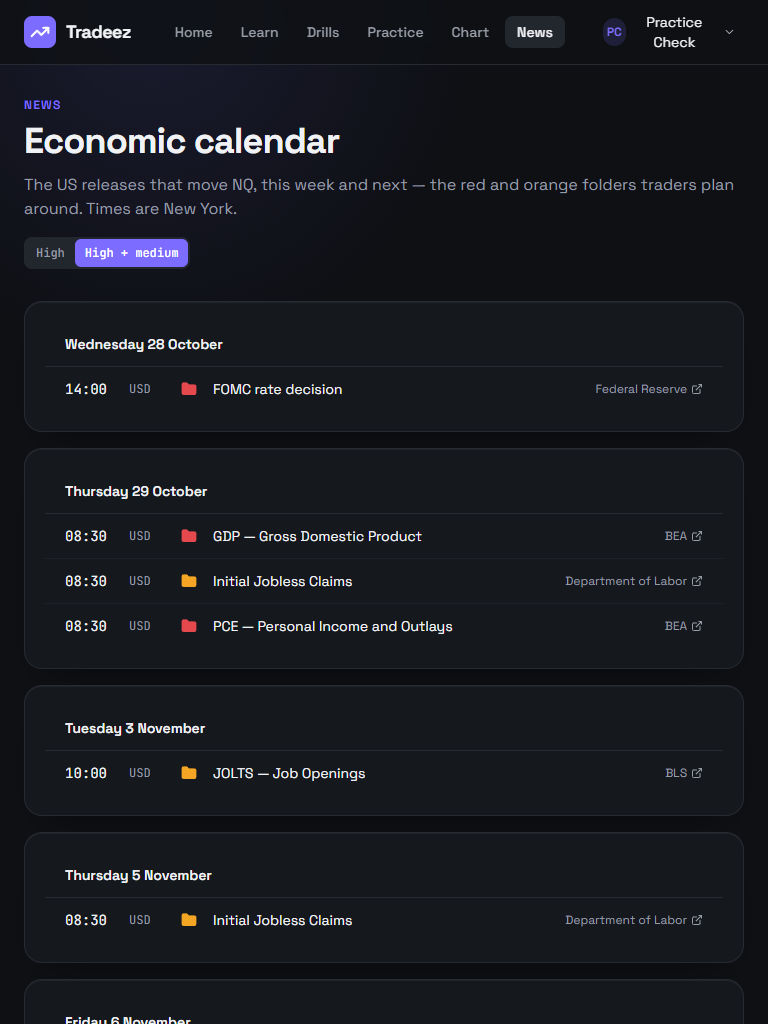 Tradeez
Home
Learn
Drills
Practice
Chart
News
PC
Practice
Check
NEWS
Economic calendar
The US releases that move NQ, this week and next — the red and orange folders traders plan
around. Times are New York.
High
High + medium
Wednesday 28 October
14:00 USD FOMC rate decision Federal Reserve
Thursday 29 October
08:30 USD GDP — Gross Domestic Product BEA
08:30 USD Initial Jobless Claims Department of Labor
08:30 USD PCE — Personal Income and Outlays BEA
Tuesday 3 November
10:00 USD JOLTS — Job Openings BLS
Thursday 5 November
08:30 USD Initial Jobless Claims Department of Labor
Friday 6 November